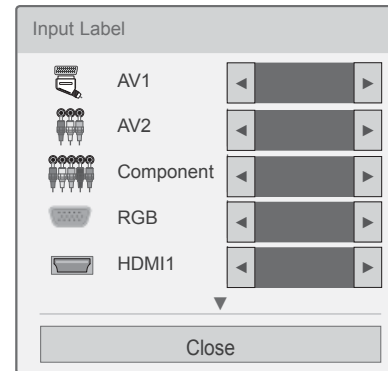 Input Label
AV1
AV2
Component
RGB
HDMI1
Close